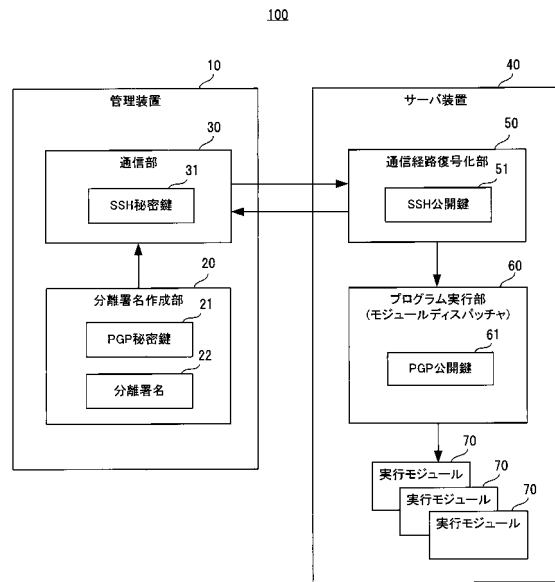 100
10
管理装置
30
通信部
31
SSH秘密鍵
20
分離署名作成部
21
PGP秘密鍵
22
分離署名
40
サーバ装置
50
通信経路復号化部
51
SSH公開鍵
60
プログラム実行部
(モジュールディスパッチャ)
61
PGP公開鍵
70
実行モジュール
70
実行モジュール
70
実行モジュール